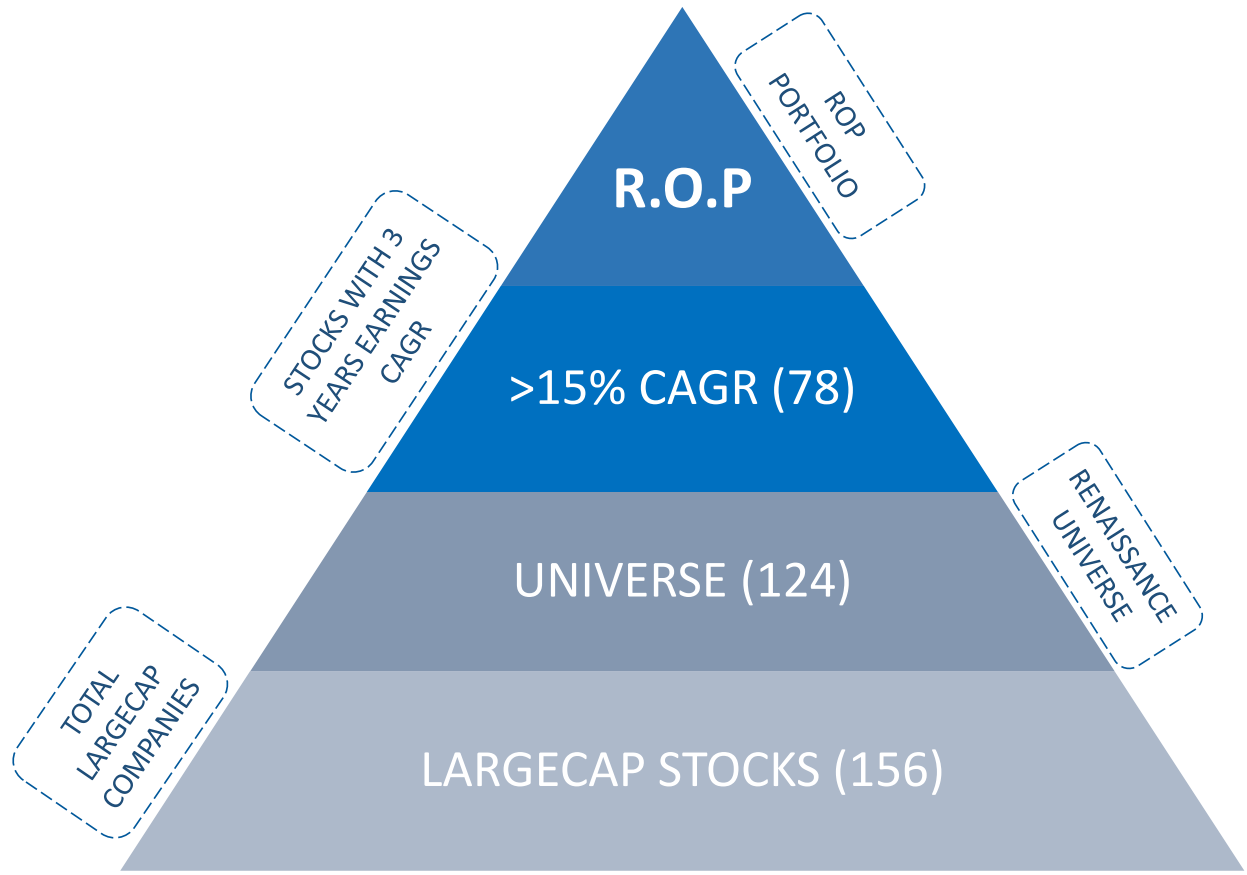 ROP
PORTFOLIO
R.O.P
STOCKS WITH 3
YEARS EARNINGS
CAGR
>15% CAGR (78)
RENAISSANCE
UNIVERSE
UNIVERSE (124)
TOTAL
LARGECAP
COMPANIES
LARGECAP STOCKS (156)